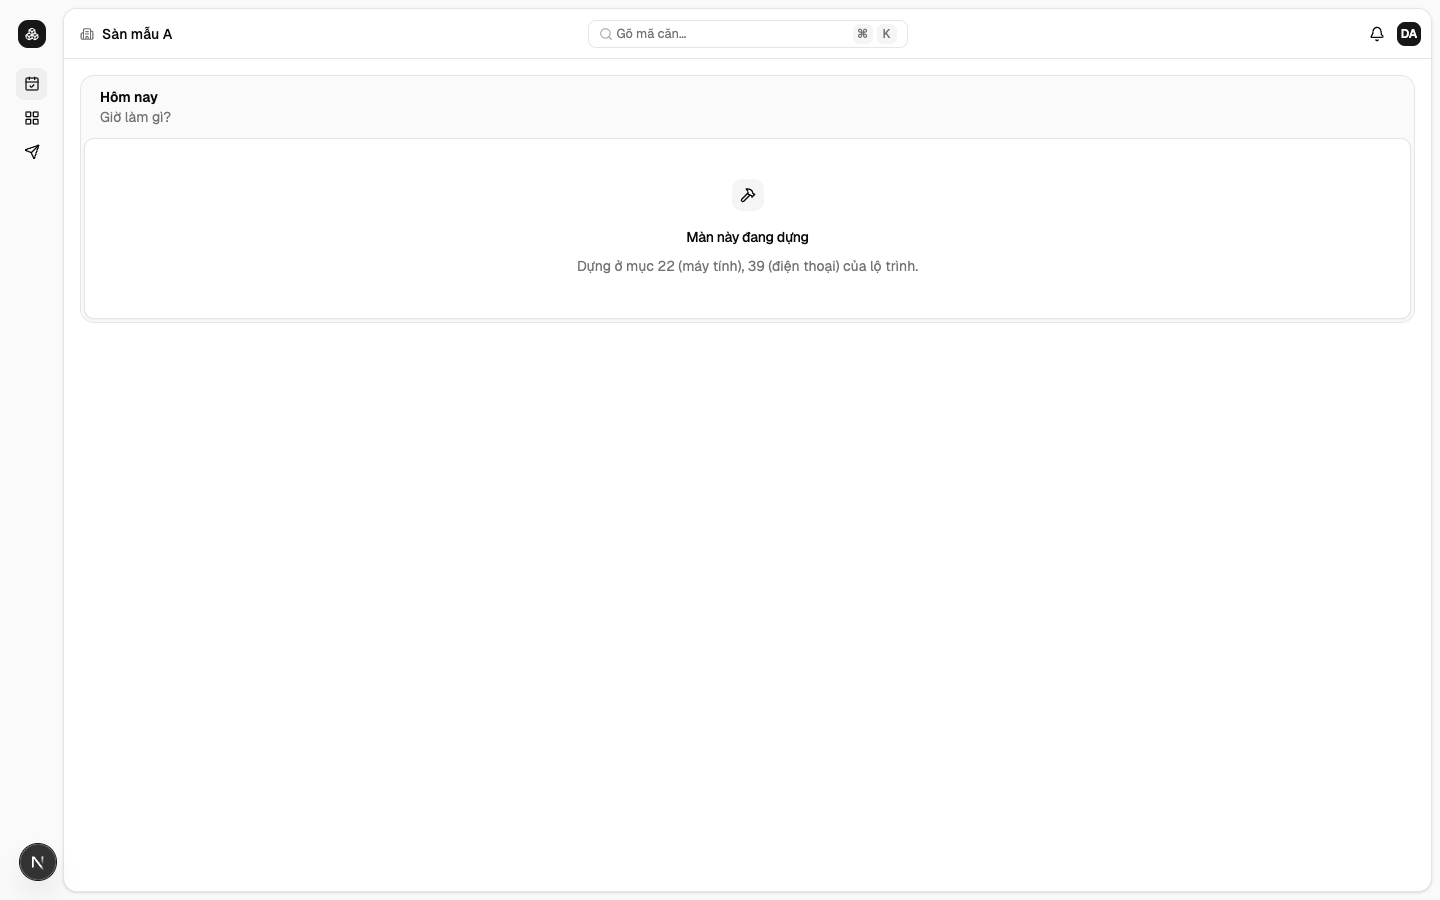 Sàn mẫu A
Gõ mã căn...
⌘ K
DA
Hôm nay
Giờ làm gì?
Màn này đang dựng
Dựng ở mục 22 (máy tính), 39 (điện thoại) của lộ trình.
N